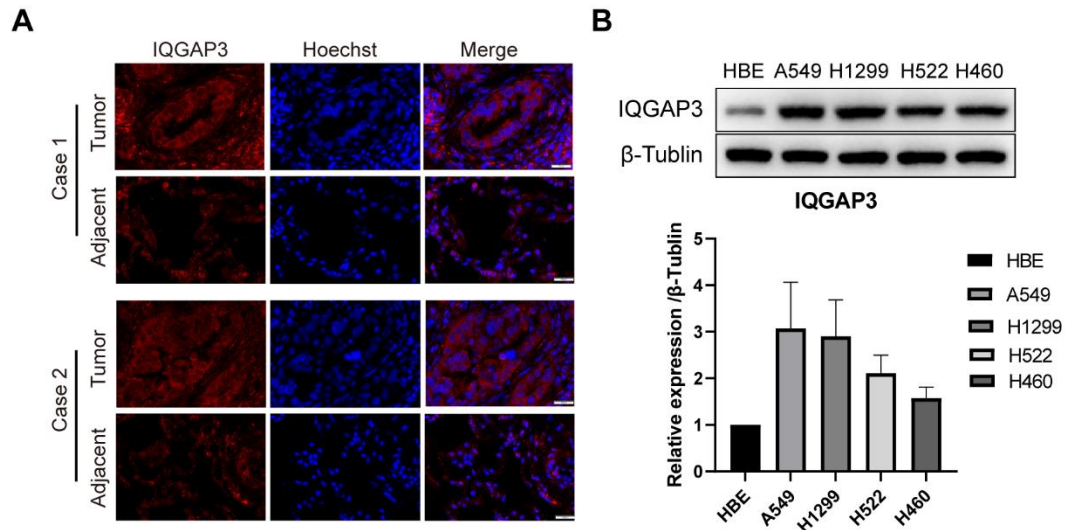 A
IQGAP3 Hoechst Merge
Case 1
Tumor
Adjacent
Case 2
Tumor
Adjacent
B
HBE A549 H1299 H522 H460
IQGAP3
β-Tublin
IQGAP3
Relative expression /β-Tublin
5
4
3
2
1
0
HBE A549 H1299 H522 H460
HBE
A549
H1299
H522
H460